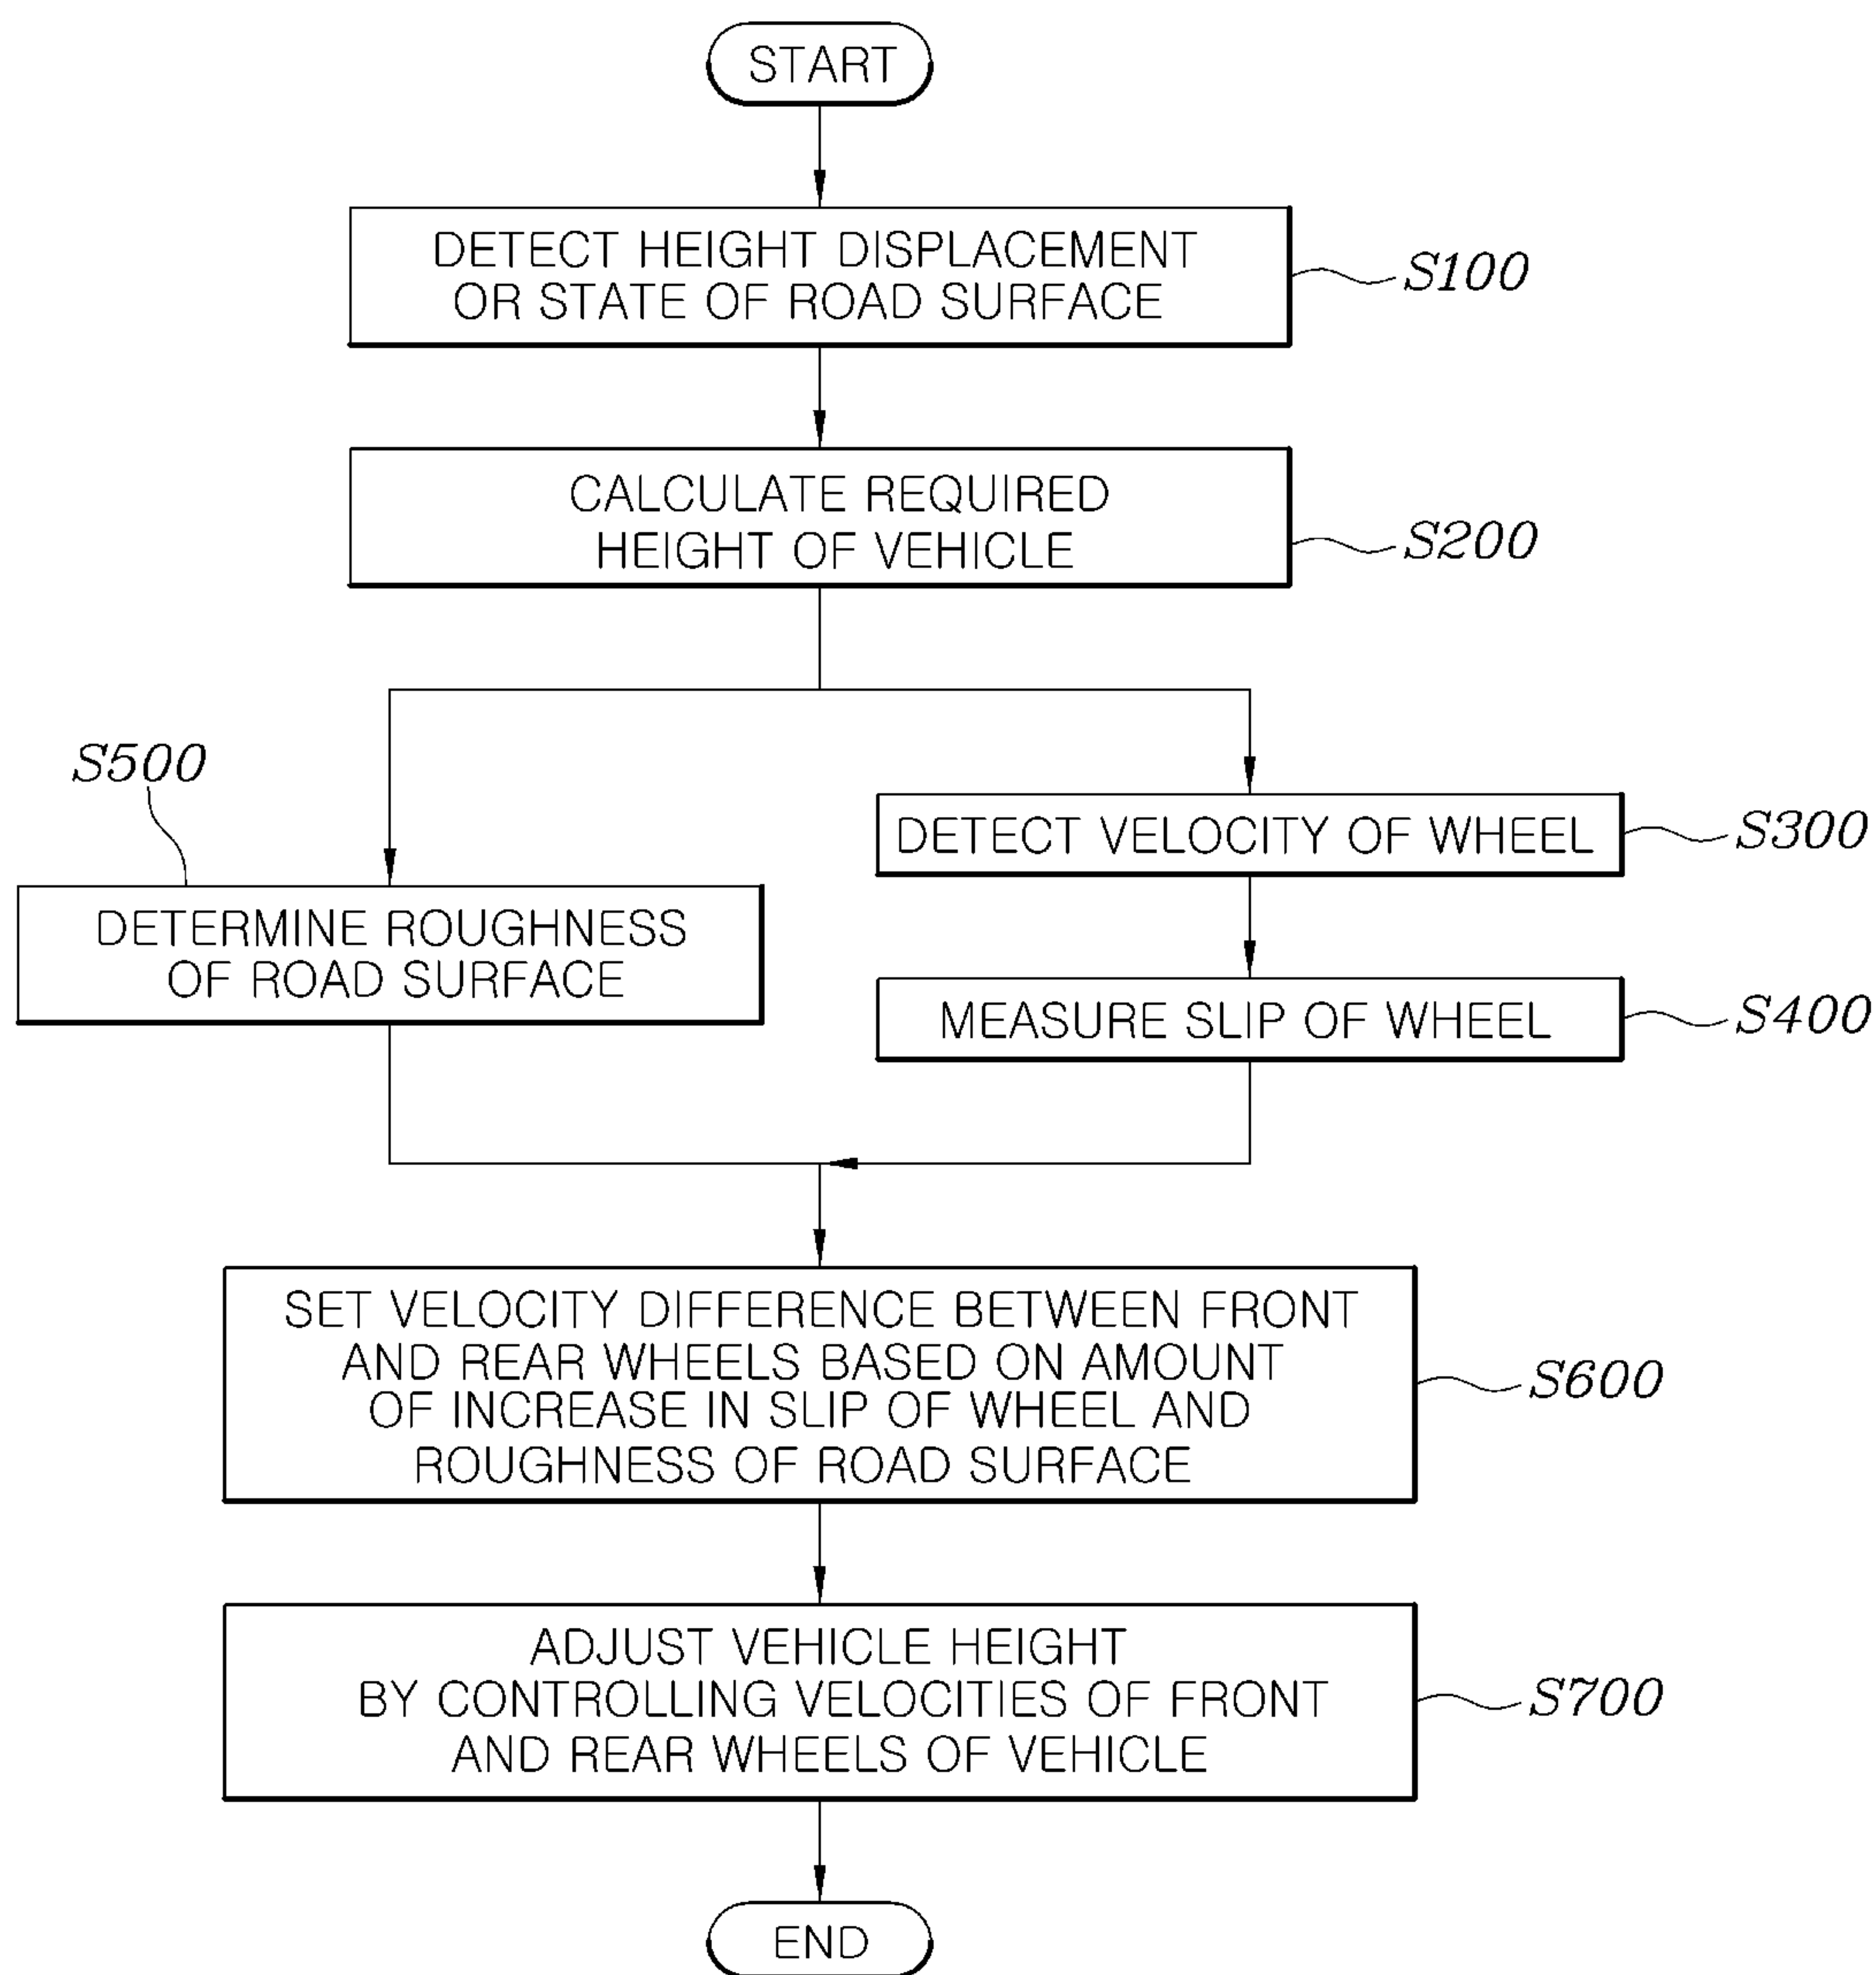 START
DETECT HEIGHT DISPLACEMENT
OR STATE OF ROAD SURFACE
S100
CALCULATE REQUIRED
HEIGHT OF VEHICLE
S200
S500
DETERMINE ROUGHNESS
OF ROAD SURFACE
DETECT VELOCITY OF WHEEL
S300
MEASURE SLIP OF WHEEL
S400
SET VELOCITY DIFFERENCE BETWEEN FRONT
AND REAR WHEELS BASED ON AMOUNT
OF INCREASE IN SLIP OF WHEEL AND
ROUGHNESS OF ROAD SURFACE
S600
ADJUST VEHICLE HEIGHT
BY CONTROLLING VELOCITIES OF FRONT
AND REAR WHEELS OF VEHICLE
S700
END